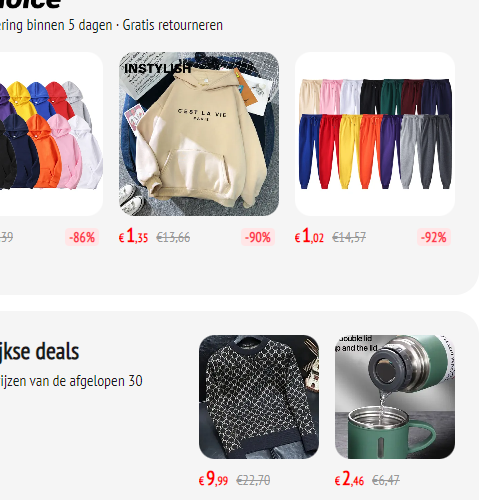 ering binnen 5 dagen · Gratis retourneren
INSTYLISH
C'EST LA VIE
PARIS
39 -86%
€1,35 €13,66 -90%
€1,02 €14,57 -92%
jkse deals
ijzen van de afgelopen 30
ouble lid
p and the lid
€9,99 €22,70
€2,46 €6,47